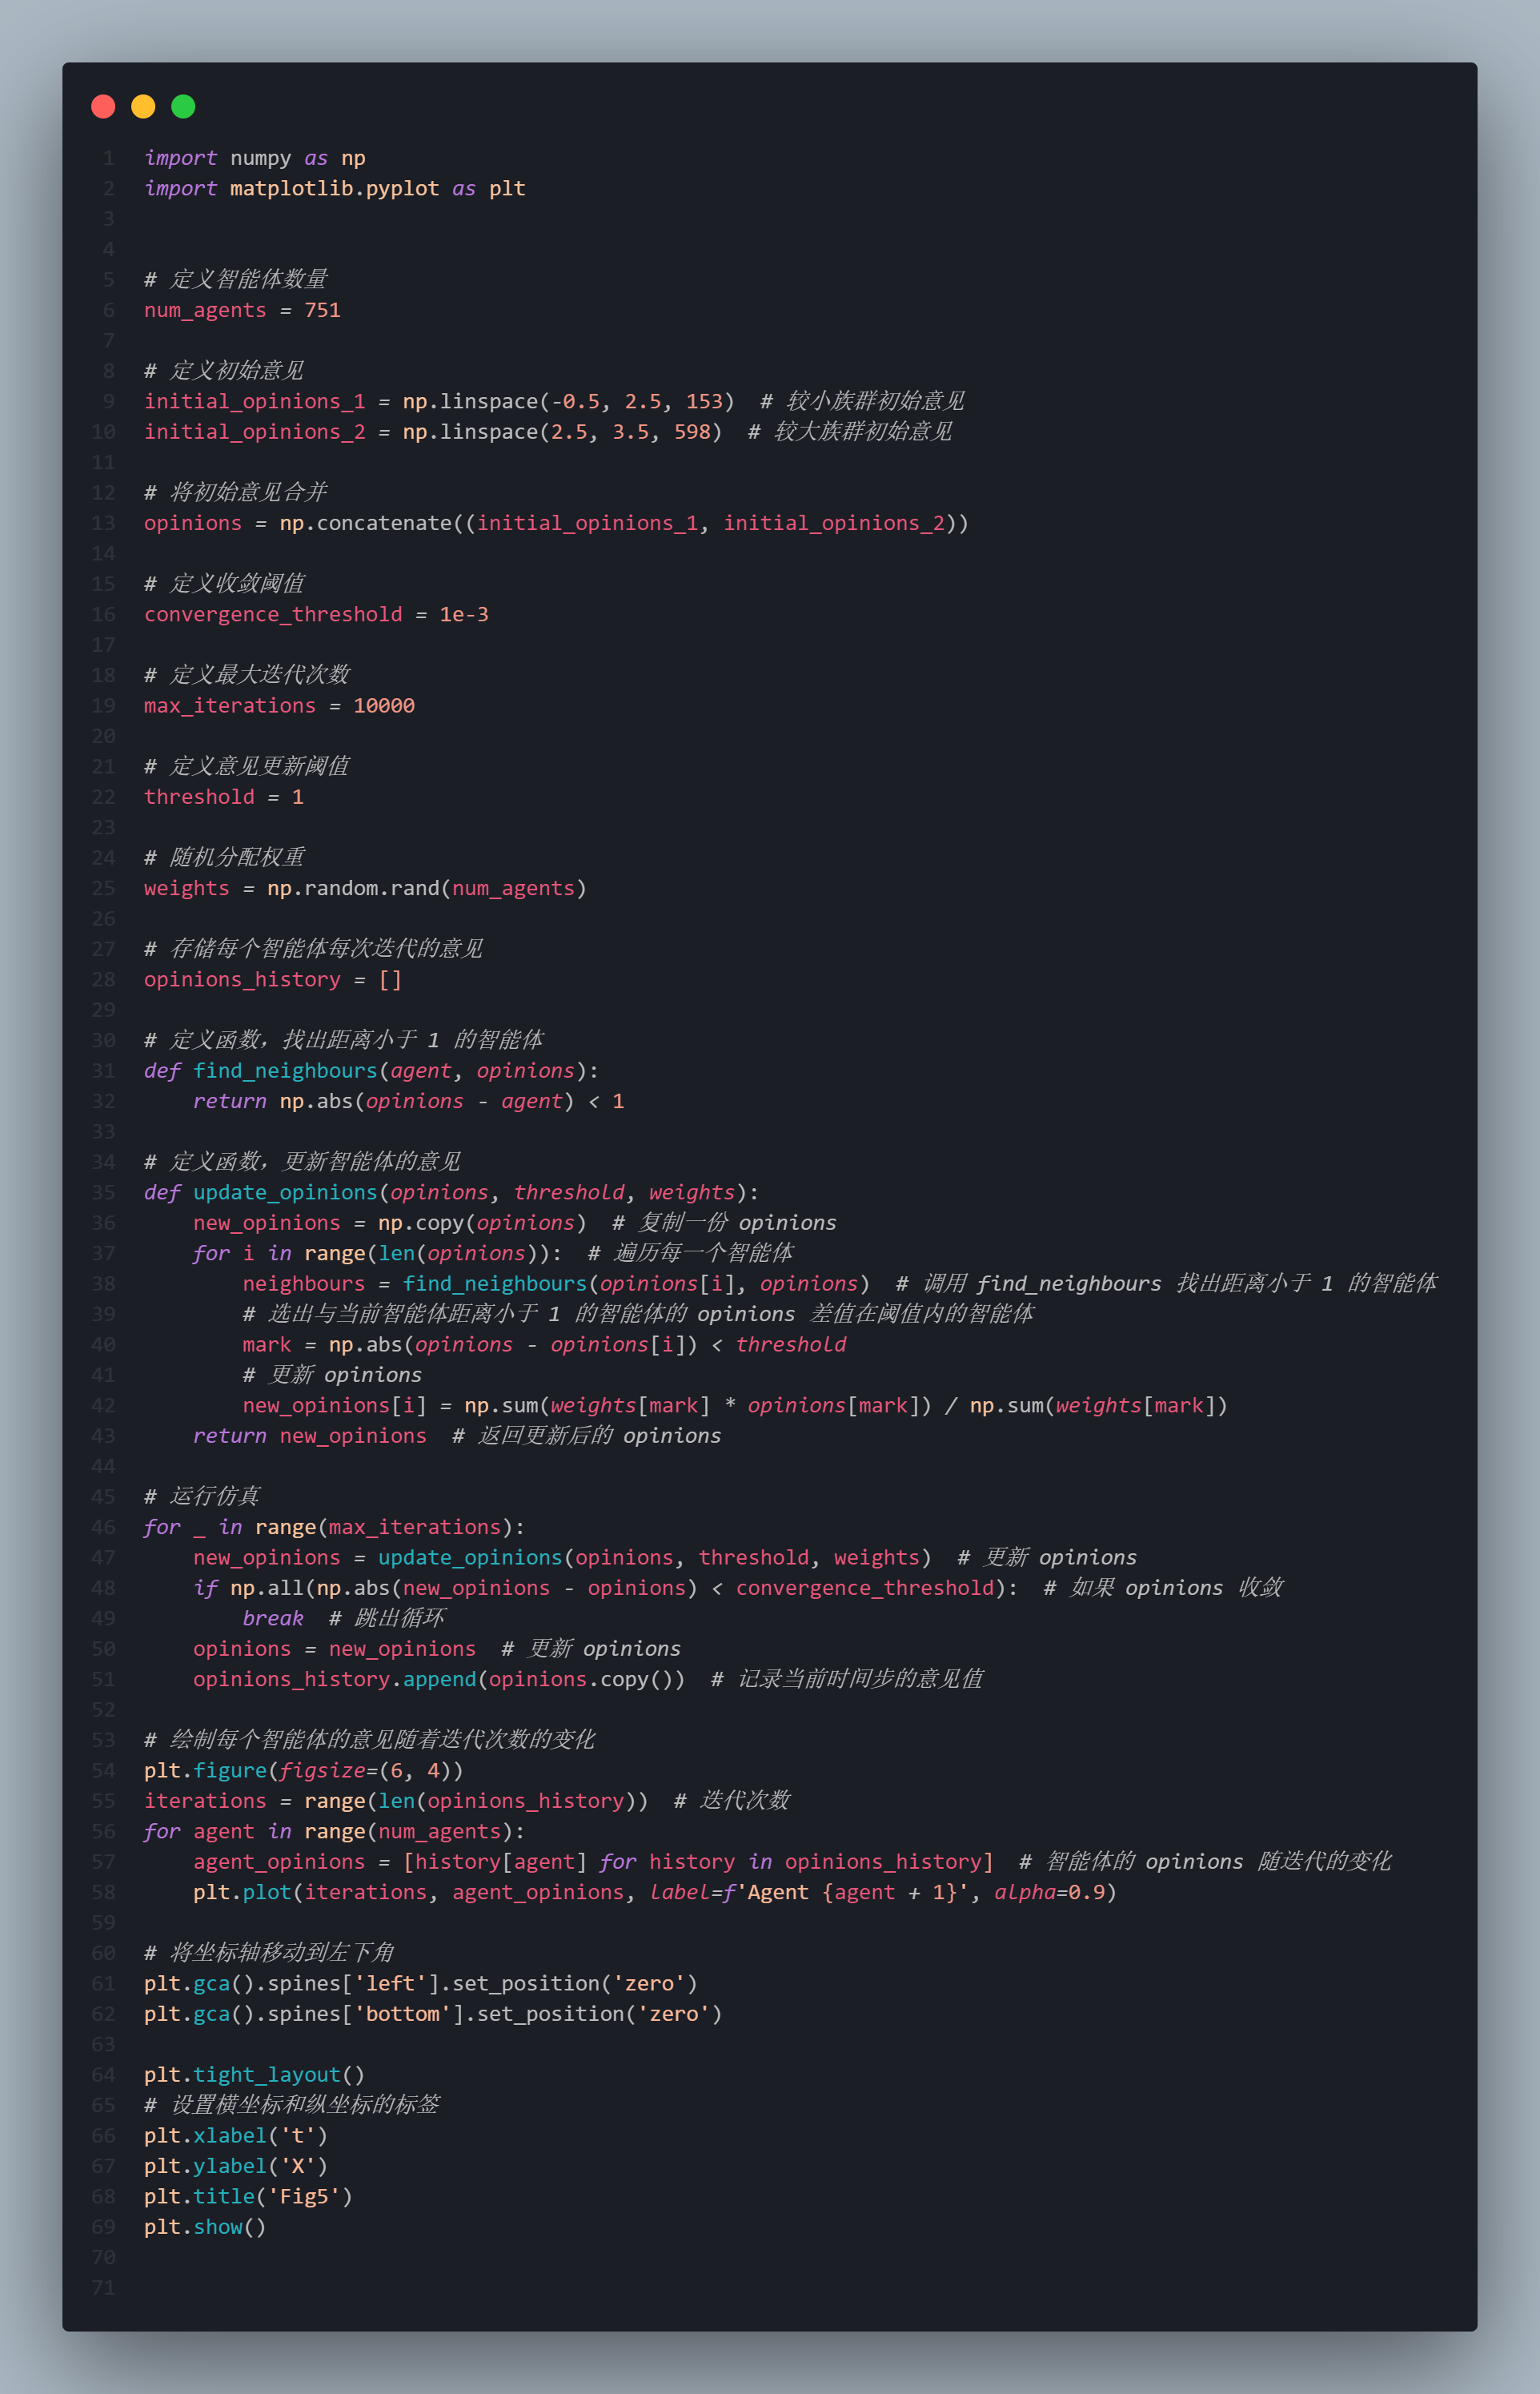 1 import numpy as np
2 import matplotlib.pyplot as plt
3
4
5 # 定义智能体数量
6 num_agents = 751
7
8 # 定义初始意见
9 initial_opinions_1 = np.linspace(-0.5, 2.5, 153)  # 较小族群初始意见
10 initial_opinions_2 = np.linspace(2.5, 3.5, 598)  # 较大族群初始意见
11
12 # 将初始意见合并
13 opinions = np.concatenate((initial_opinions_1, initial_opinions_2))
14
15 # 定义收敛阈值
16 convergence_threshold = 1e-3
17
18 # 定义最大迭代次数
19 max_iterations = 10000
20
21 # 定义意见更新阈值
22 threshold = 1
23
24 # 随机分配权重
25 weights = np.random.rand(num_agents)
26
27 # 存储每个智能体每次迭代的意见
28 opinions_history = []
29
30 # 定义函数，找出距离小于 1 的智能体
31 def find_neighbours(agent, opinions):
32     return np.abs(opinions - agent) < 1
33
34 # 定义函数，更新智能体的意见
35 def update_opinions(opinions, threshold, weights):
36     new_opinions = np.copy(opinions)  # 复制一份 opinions
37     for i in range(len(opinions)):  # 遍历每一个智能体
38         neighbours = find_neighbours(opinions[i], opinions)  # 调用 find_neighbours 找出距离小于 1 的智能体
39         # 选出与当前智能体距离小于 1 的智能体的 opinions 差值在阈值内的智能体
40         mark = np.abs(opinions - opinions[i]) < threshold
41         # 更新 opinions
42         new_opinions[i] = np.sum(weights[mark] * opinions[mark]) / np.sum(weights[mark])
43     return new_opinions  # 返回更新后的 opinions
44
45 # 运行仿真
46 for _ in range(max_iterations):
47     new_opinions = update_opinions(opinions, threshold, weights)  # 更新 opinions
48     if np.all(np.abs(new_opinions - opinions) < convergence_threshold):  # 如果 opinions 收敛
49         break  # 跳出循环
50     opinions = new_opinions  # 更新 opinions
51     opinions_history.append(opinions.copy())  # 记录当前时间步的意见值
52
53 # 绘制每个智能体的意见随着迭代次数的变化
54 plt.figure(figsize=(6, 4))
55 iterations = range(len(opinions_history))  # 迭代次数
56 for agent in range(num_agents):
57     agent_opinions = [history[agent] for history in opinions_history]  # 智能体的 opinions 随迭代的变化
58     plt.plot(iterations, agent_opinions, label=f'Agent {agent + 1}', alpha=0.9)
59
60 # 将坐标轴移动到左下角
61 plt.gca().spines['left'].set_position('zero')
62 plt.gca().spines['bottom'].set_position('zero')
63
64 plt.tight_layout()
65 # 设置横坐标和纵坐标的标签
66 plt.xlabel('t')
67 plt.ylabel('X')
68 plt.title('Fig5')
69 plt.show()
70
71